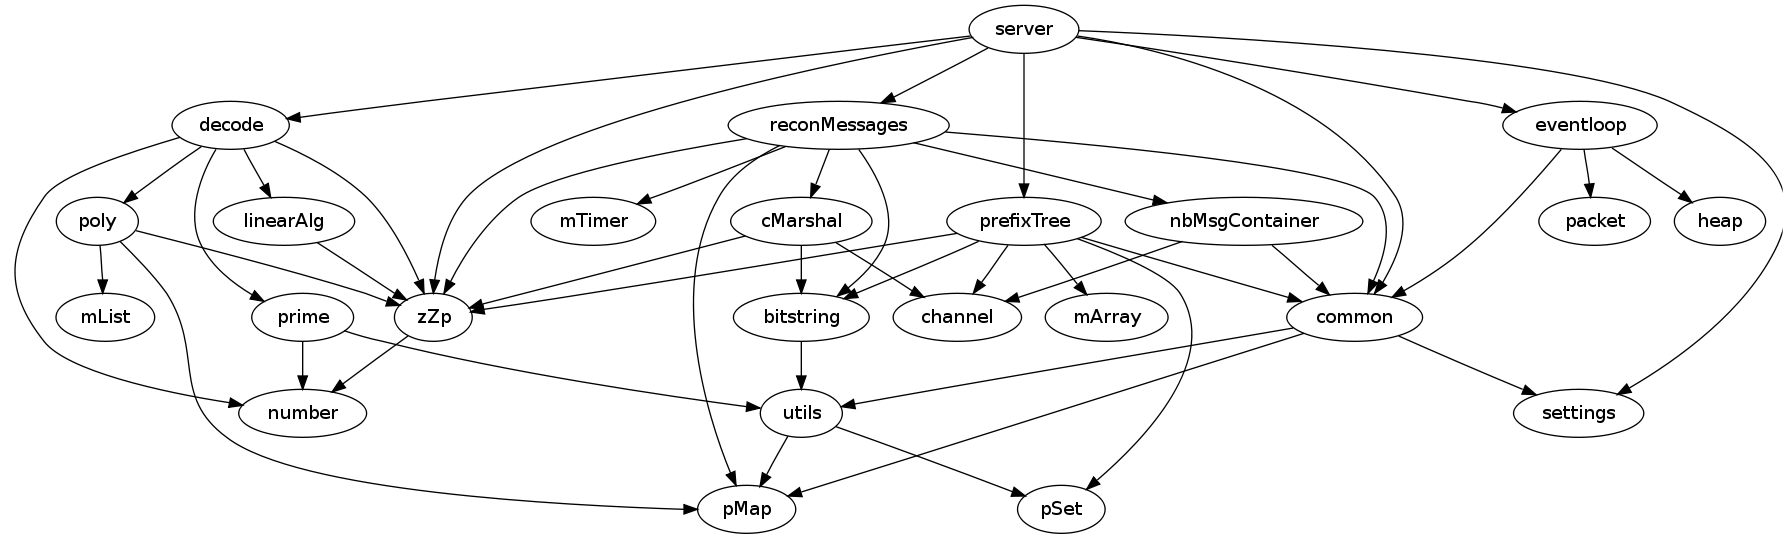 server
decode
reconMessages
eventloop
poly
linearAlg
mTimer
cMarshal
prefixTree
nbMsgContainer
packet
heap
mList
prime
zZp
bitstring
channel
mArray
common
number
utils
settings
pMap
pSet